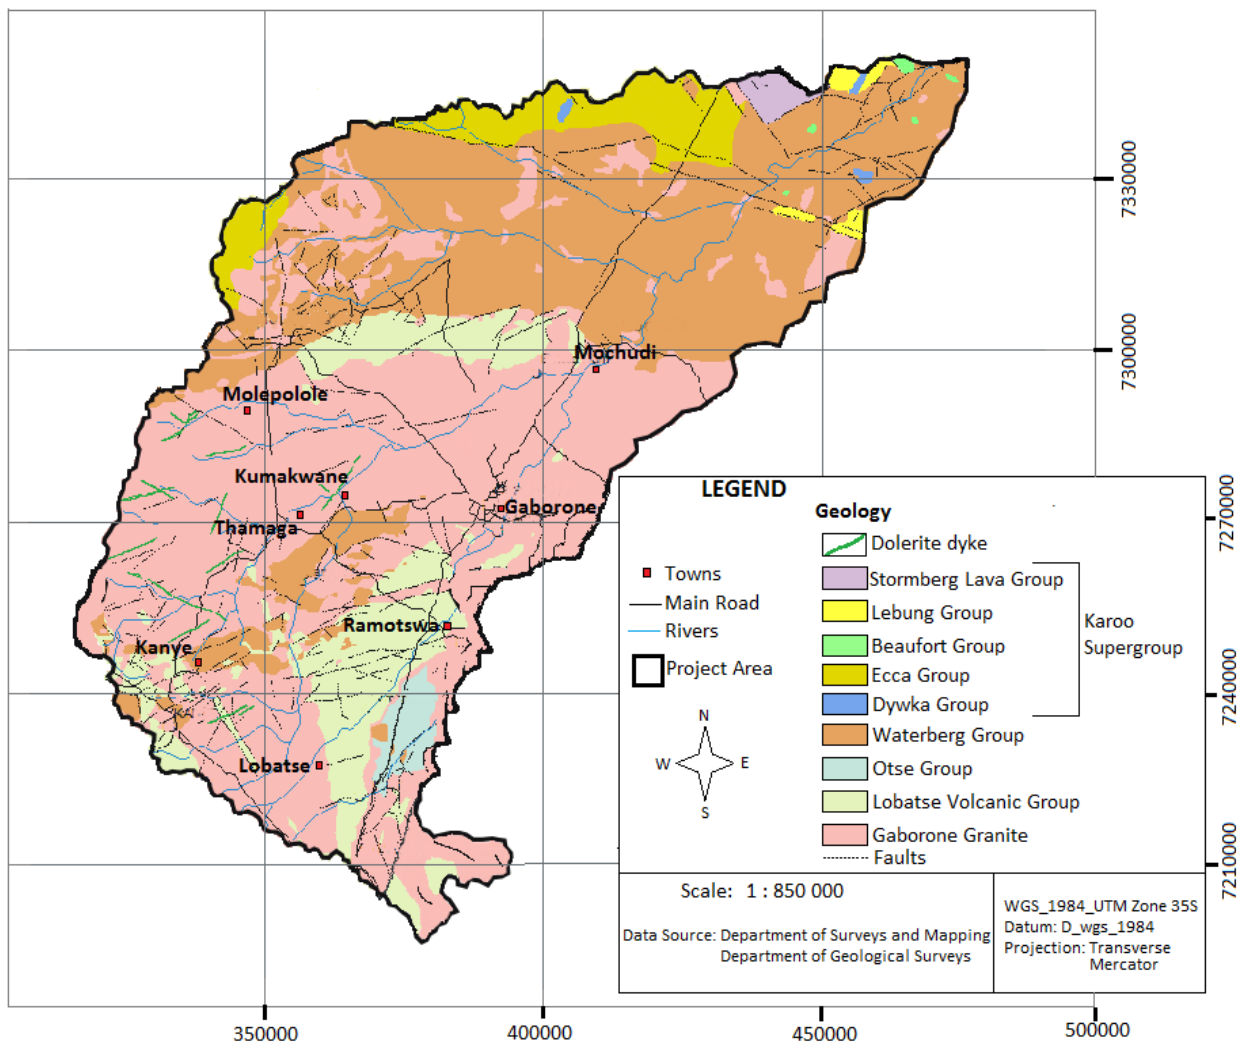 7330000
7300000
Mochudi
Molepolole
Kumakwane
Gaborone
Thamaga
Ramotswa
Kanye
Lobatse
7270000
7240000
7210000
LEGEND
Towns
Main Road
Rivers
Project Area
N
W
E
S
Geology
Dolerite dyke
Stormberg Lava Group
Lebung Group
Beaufort Group
Ecca Group
Dywka Group
Karoo
Supergroup
Waterberg Group
Otse Group
Lobatse Volcanic Group
Gaborone Granite
Faults
Scale: 1 : 850 000
Data Source: Department of Surveys and Mapping
Department of Geological Surveys
WGS_1984_UTM Zone 35S
Datum: D_wgs_1984
Projection: Transverse
Mercator
350000
400000
450000
500000